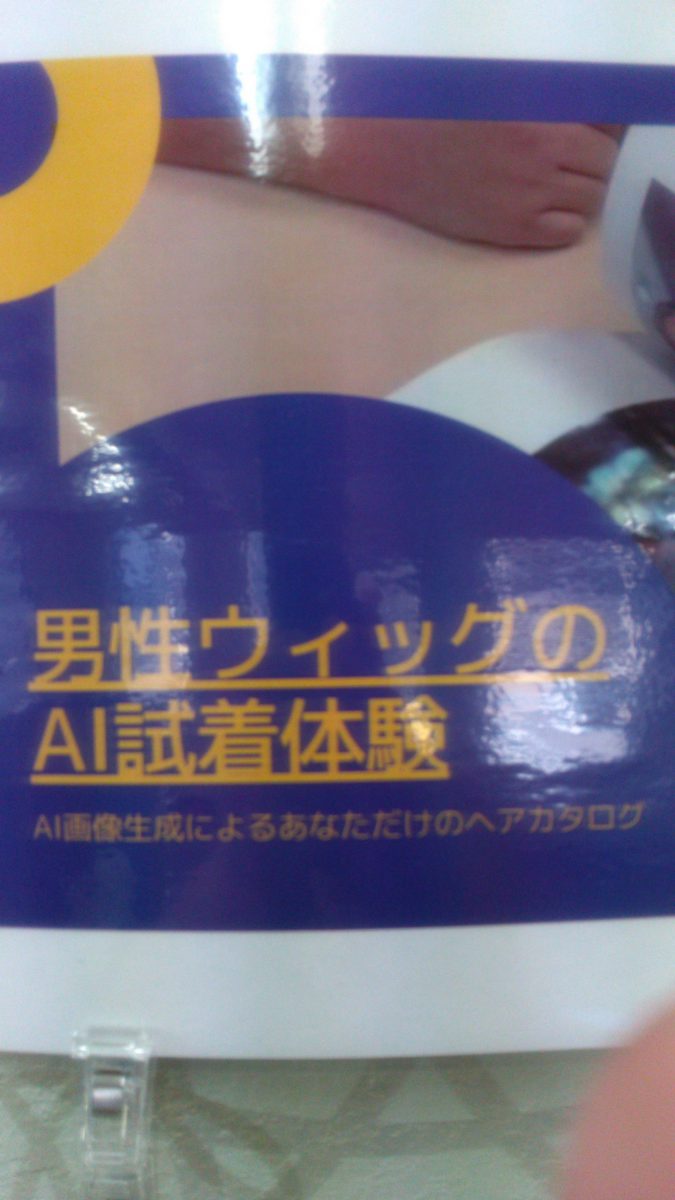 男性ウィッグの
AI試着体験
AI画像生成によるあなただけのヘアカタログ